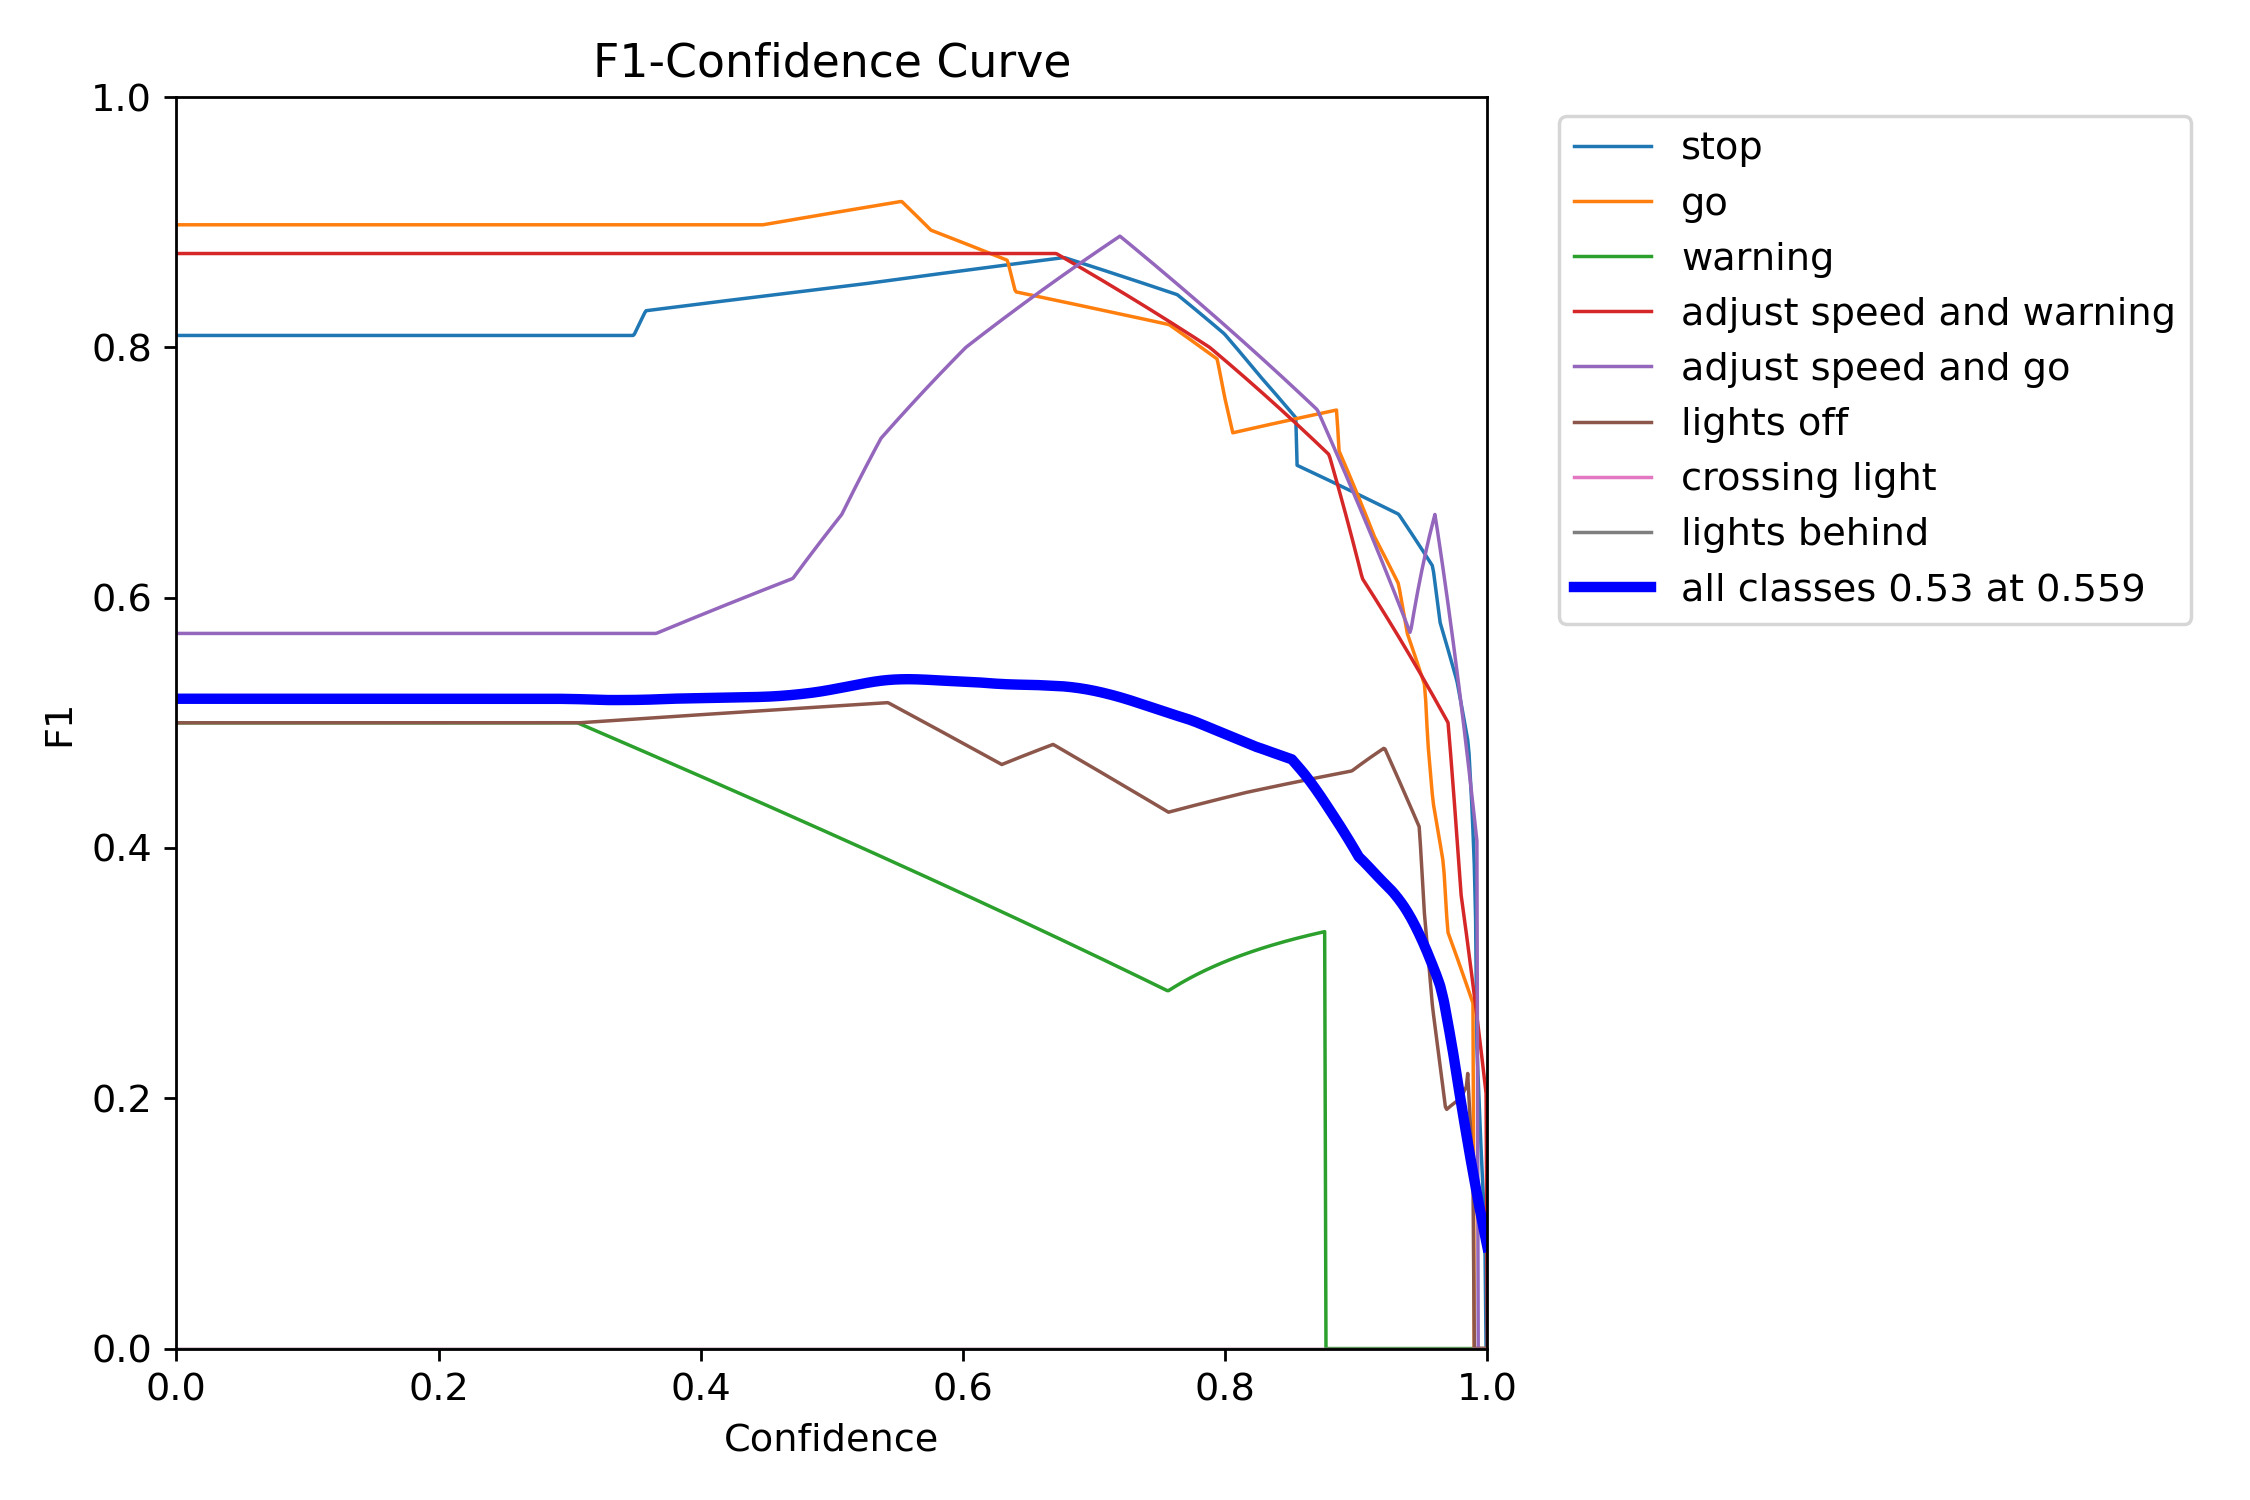 F1-Confidence Curve
1.0
0.8
0.6
0.4
0.2
0.0
F1
0.0 0.2 0.4 0.6 0.8 1.0
Confidence
stop
go
warning
adjust speed and warning
adjust speed and go
lights off
crossing light
lights behind
all classes 0.53 at 0.559